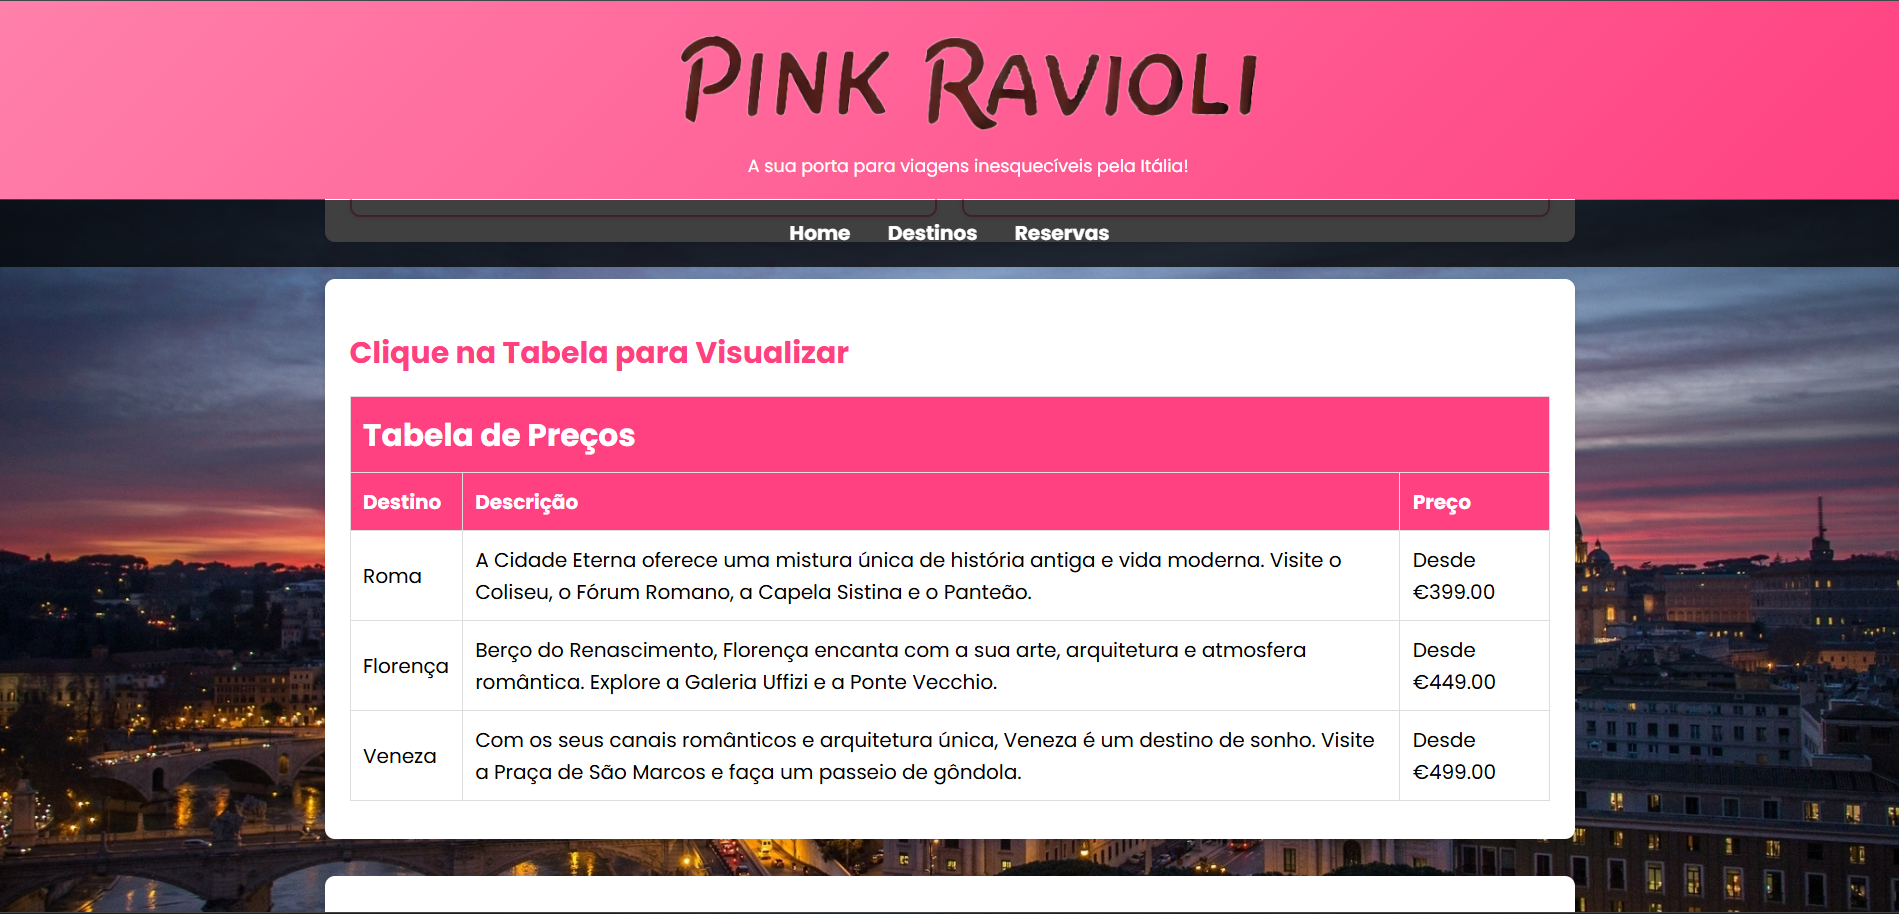 PINK RAVIOLI
A sua porta para viagens inesquecíveis pela Itália!
Home Destinos Reservas
Clique na Tabela para Visualizar
Tabela de Preços
Destino Descrição Preço
Roma
A Cidade Eterna oferece uma mistura única de história antiga e vida moderna. Visite o
Coliseu, o Fórum Romano, a Capela Sistina e o Panteão.
Desde
€399.00
Florença
Berço do Renascimento, Florença encanta com a sua arte, arquitetura e atmosfera
romântica. Explore a Galeria Uffizi e a Ponte Vecchio.
Desde
€449.00
Veneza
Com os seus canais românticos e arquitetura única, Veneza é um destino de sonho. Visite
a Praça de São Marcos e faça um passeio de gôndola.
Desde
€499.00